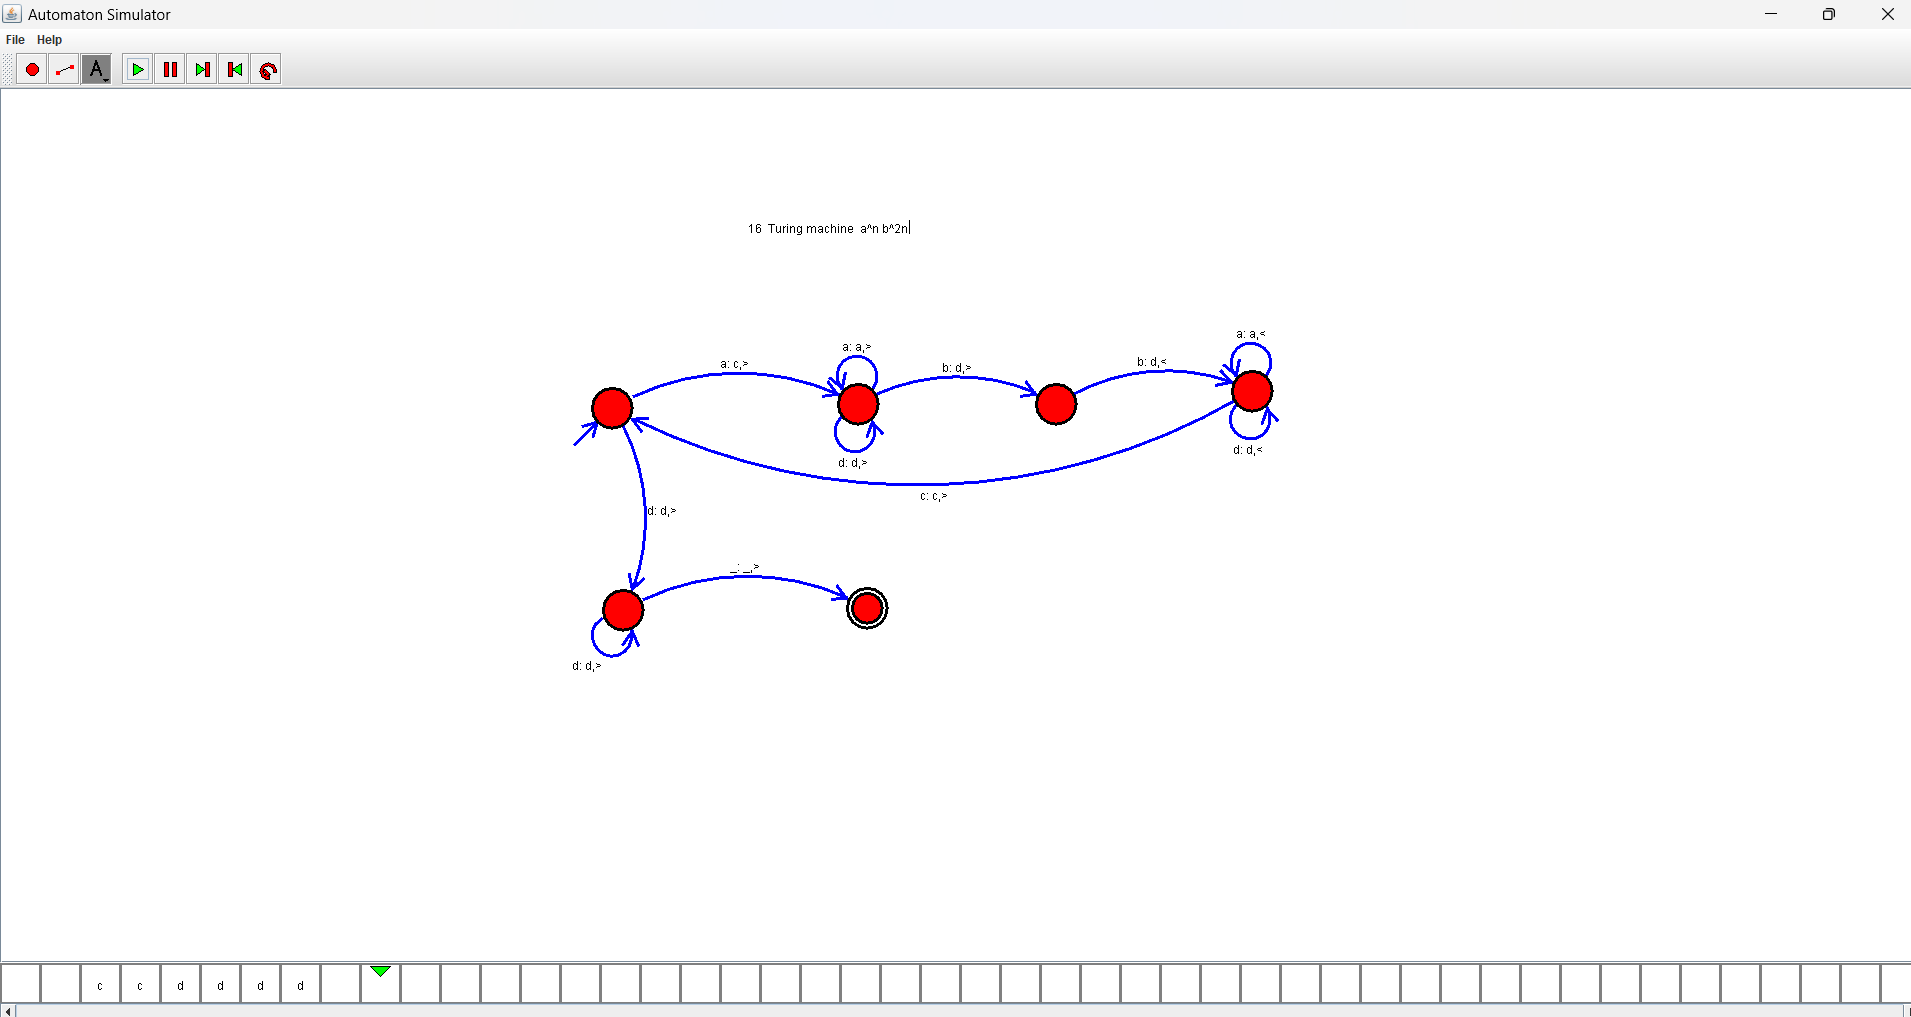 Automaton Simulator
File Help
A
16 Turing machine a^n b^2n
a: a,<
a: a,>
a: c,>
b: d,>
b: d,<
d: d,>
d: d,<
c: c,>
d: d,>
_: _,>
d: d,>
c c d d d d